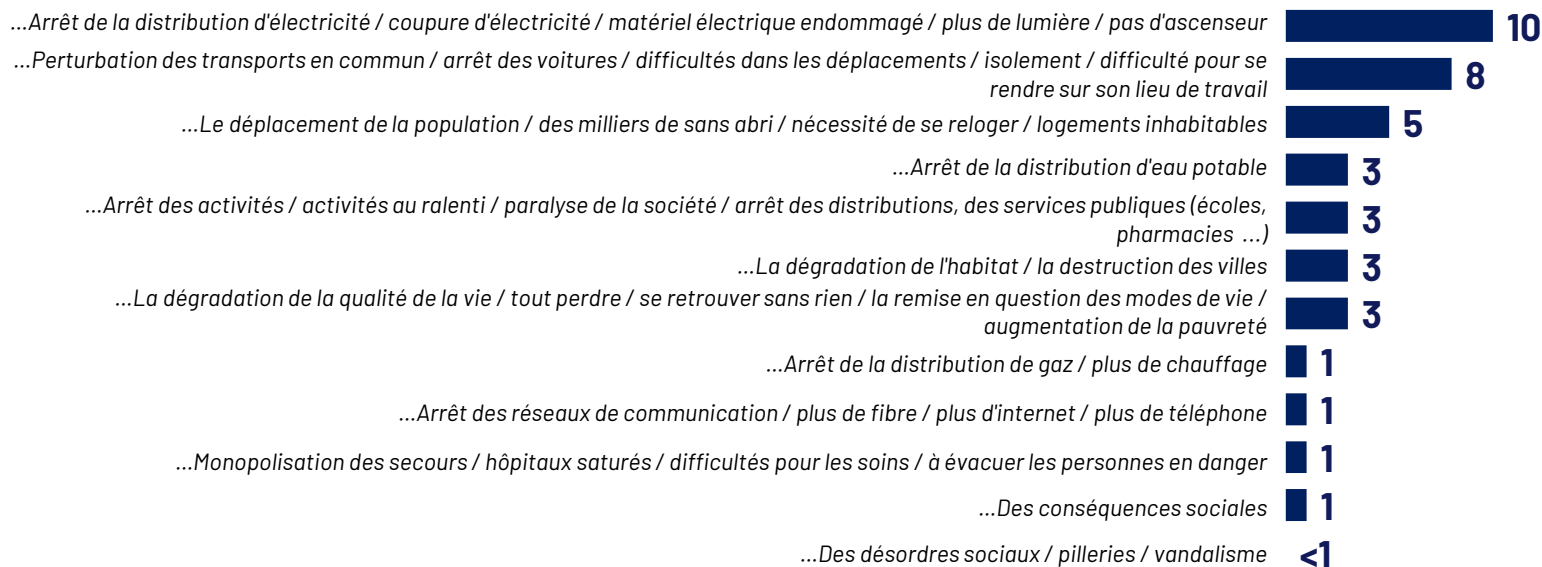 ...Arrêt de la distribution d'électricité / coupure d'électricité / matériel électrique endommagé / plus de lumière / pas d'ascenseur 10
...Perturbation des transports en commun / arrêt des voitures / difficultés dans les déplacements / isolement / difficulté pour se
rendre sur son lieu de travail 8
...Le déplacement de la population / des milliers de sans abri / nécessité de se reloger / logements inhabitables 5
...Arrêt de la distribution d'eau potable 3
...Arrêt des activités / activités au ralenti / paralyse de la société / arrêt des distributions, des services publiques (écoles,
pharmacies ...) 3
...La dégradation de l'habitat / la destruction des villes 3
...La dégradation de la qualité de la vie / tout perdre / se retrouver sans rien / la remise en question des modes de vie /
augmentation de la pauvreté 3
...Arrêt de la distribution de gaz / plus de chauffage 1
...Arrêt des réseaux de communication / plus de fibre / plus d'internet / plus de téléphone 1
...Monopolisation des secours / hôpitaux saturés / difficultés pour les soins / à évacuer les personnes en danger 1
...Des conséquences sociales 1
...Des désordres sociaux / pilleries / vandalisme <1